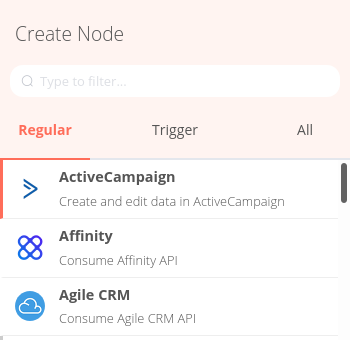 Create Node
Type to filter...
Regular Trigger All
ActiveCampaign
Create and edit data in ActiveCampaign
Affinity
Consume Affinity API
Agile CRM
Consume Agile CRM API